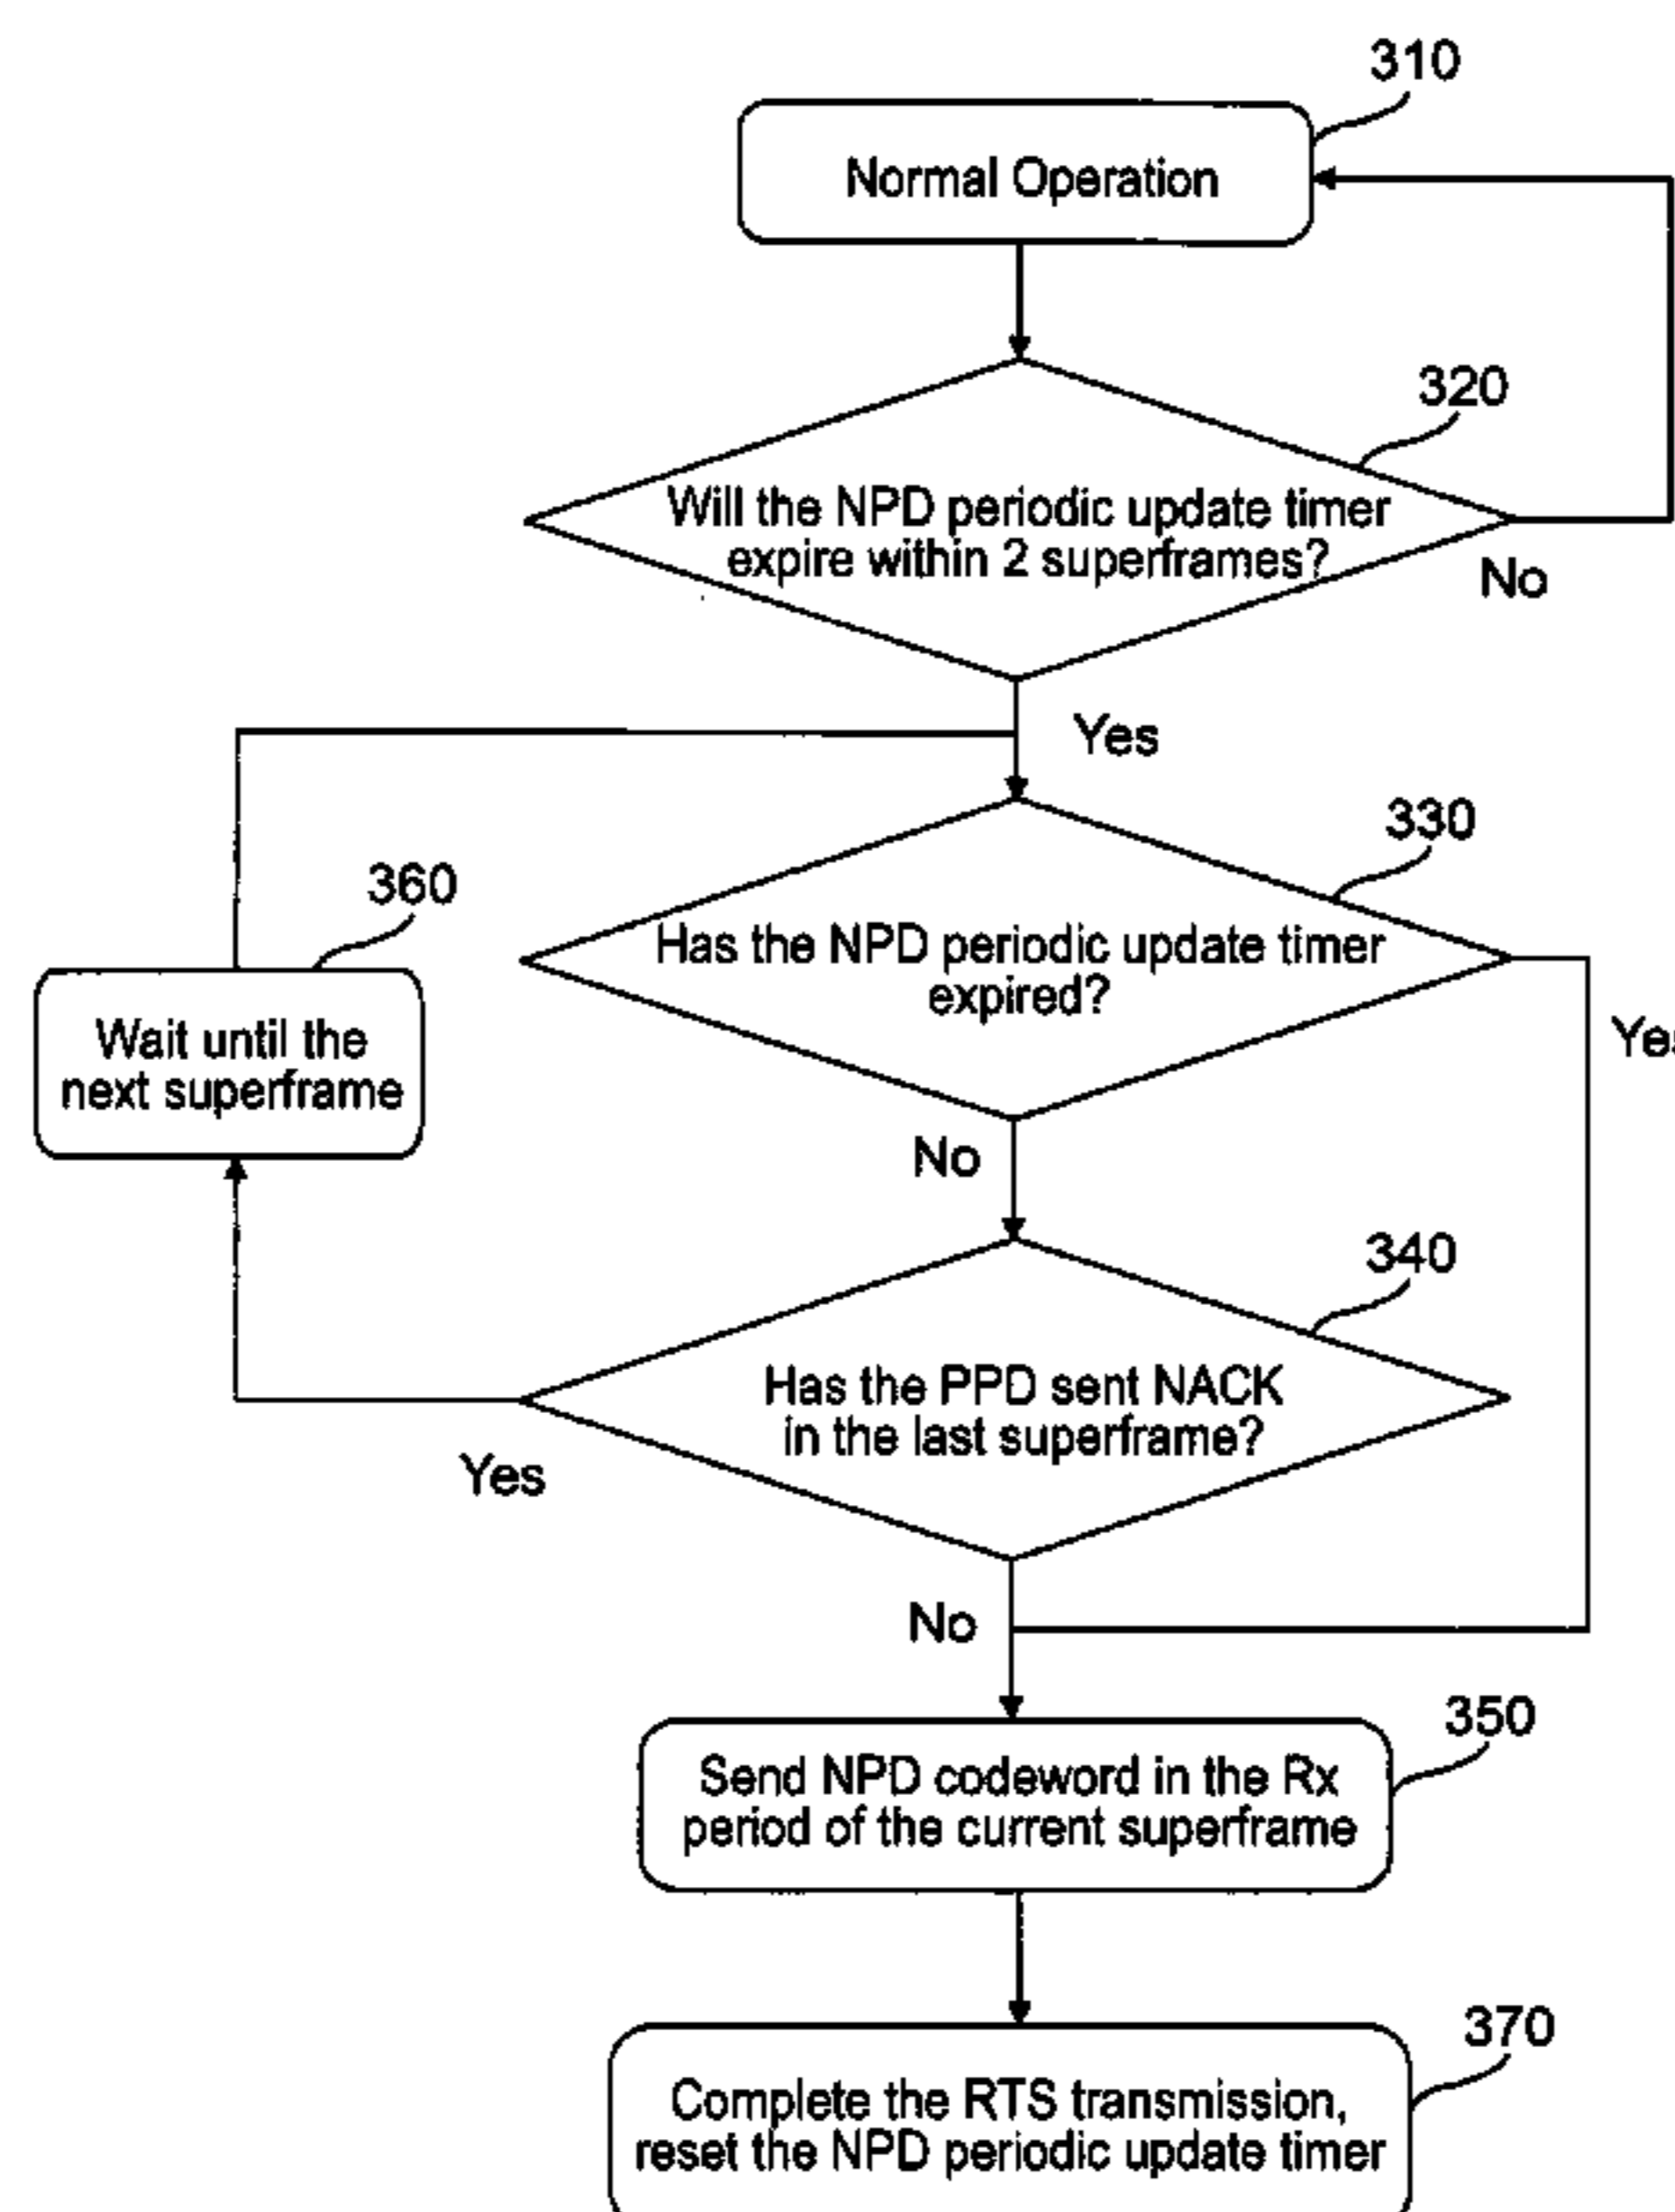 310
Normal Operation
320
Will the NPD periodic update timer
expire within 2 superframes?
No
Yes
330
360
Has the NPD periodic update timer
expired?
Wait until the
next superframe
Yes
No
340
Has the PPD sent NACK
in the last superframe?
Yes
No
350
Send NPD codeword in the Rx
period of the current superframe
370
Complete the RTS transmission,
reset the NPD periodic update timer